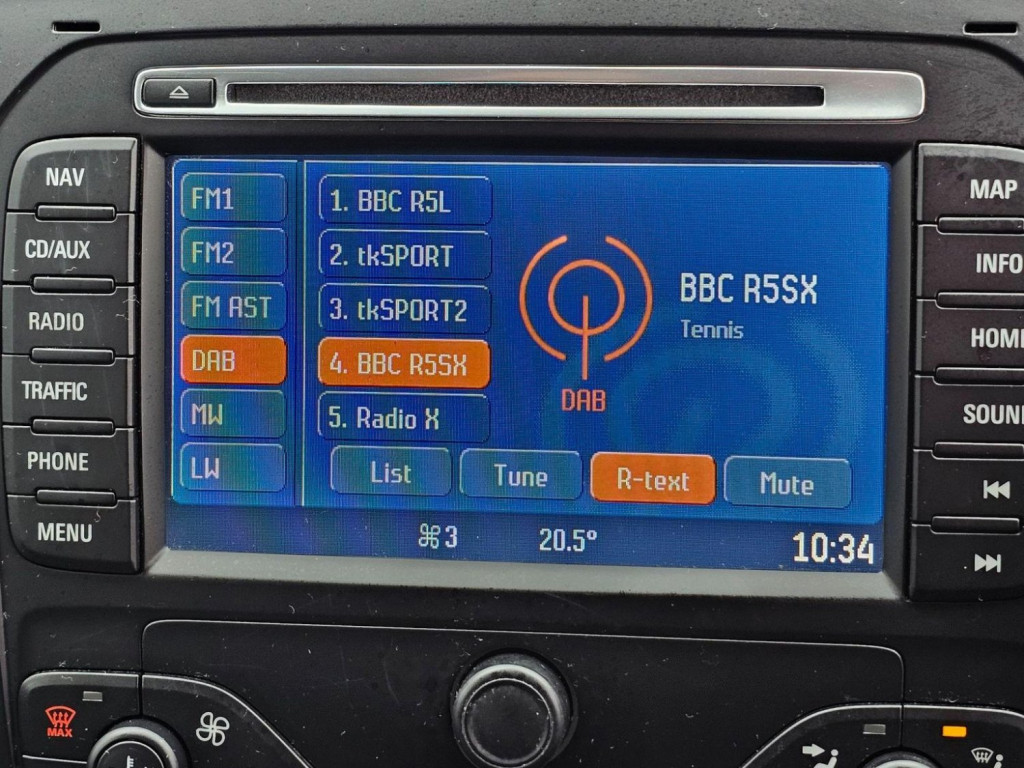 NAV
CD/AUX
RADIO
TRAFFIC
PHONE
MENU
FM1
FM2
FM AST
DAB
MW
LW
1. BBC R5L
2. tkSPORT
3. tkSPORT2
4. BBC R5SX
5. Radio X
DAB
BBC R5SX
Tennis
List
Tune
R-text
Mute
3
20.5°
10:34
MAP
INFO
HOME
SOUN
MAX